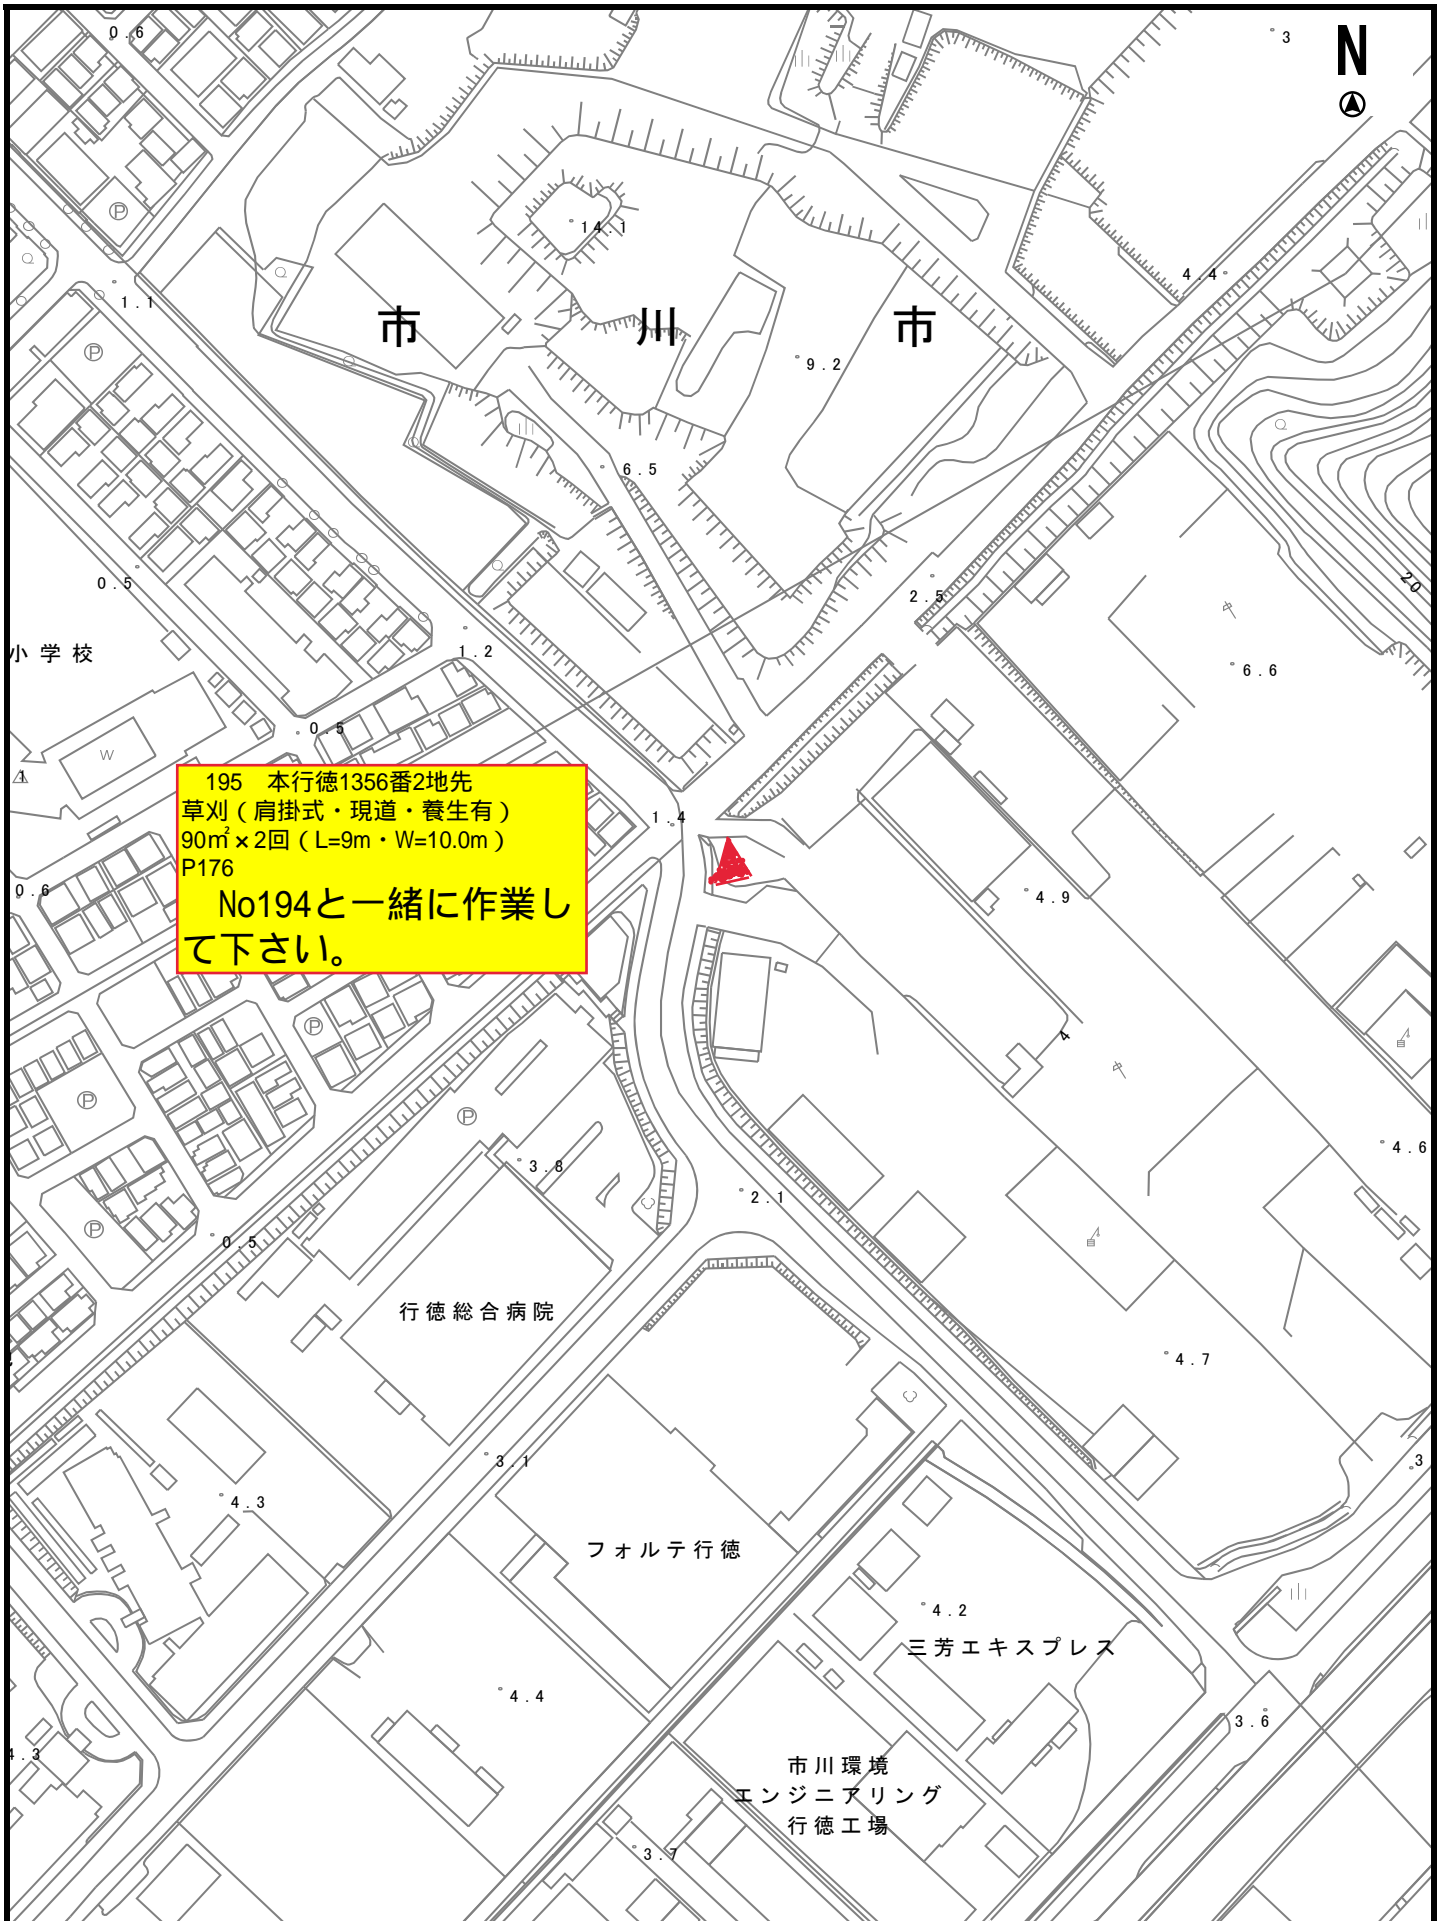 N
0.6
3
14.1
4.4
1.1
市川市
9.2
6.5
0.5
2.5
小学校
1.2
6.6
0.5
W
1
20
195 本行徳1356番2地先
草刈（肩掛式・現道・養生有）
90㎡×2回（L=9m・W=10.0m）
P176
No194と一緒に作業し
て下さい。
1.4
0.6
4.9
4
P
P
P
P
P
P
3.8
4.6
2.1
0.5
行徳総合病院
4.7
3.1
3
4.3
フォルテ行徳
4.2
三芳エキスプレス
4.4
3.6
4.3
市川環境
エンジニアリング
行徳工場
3.7